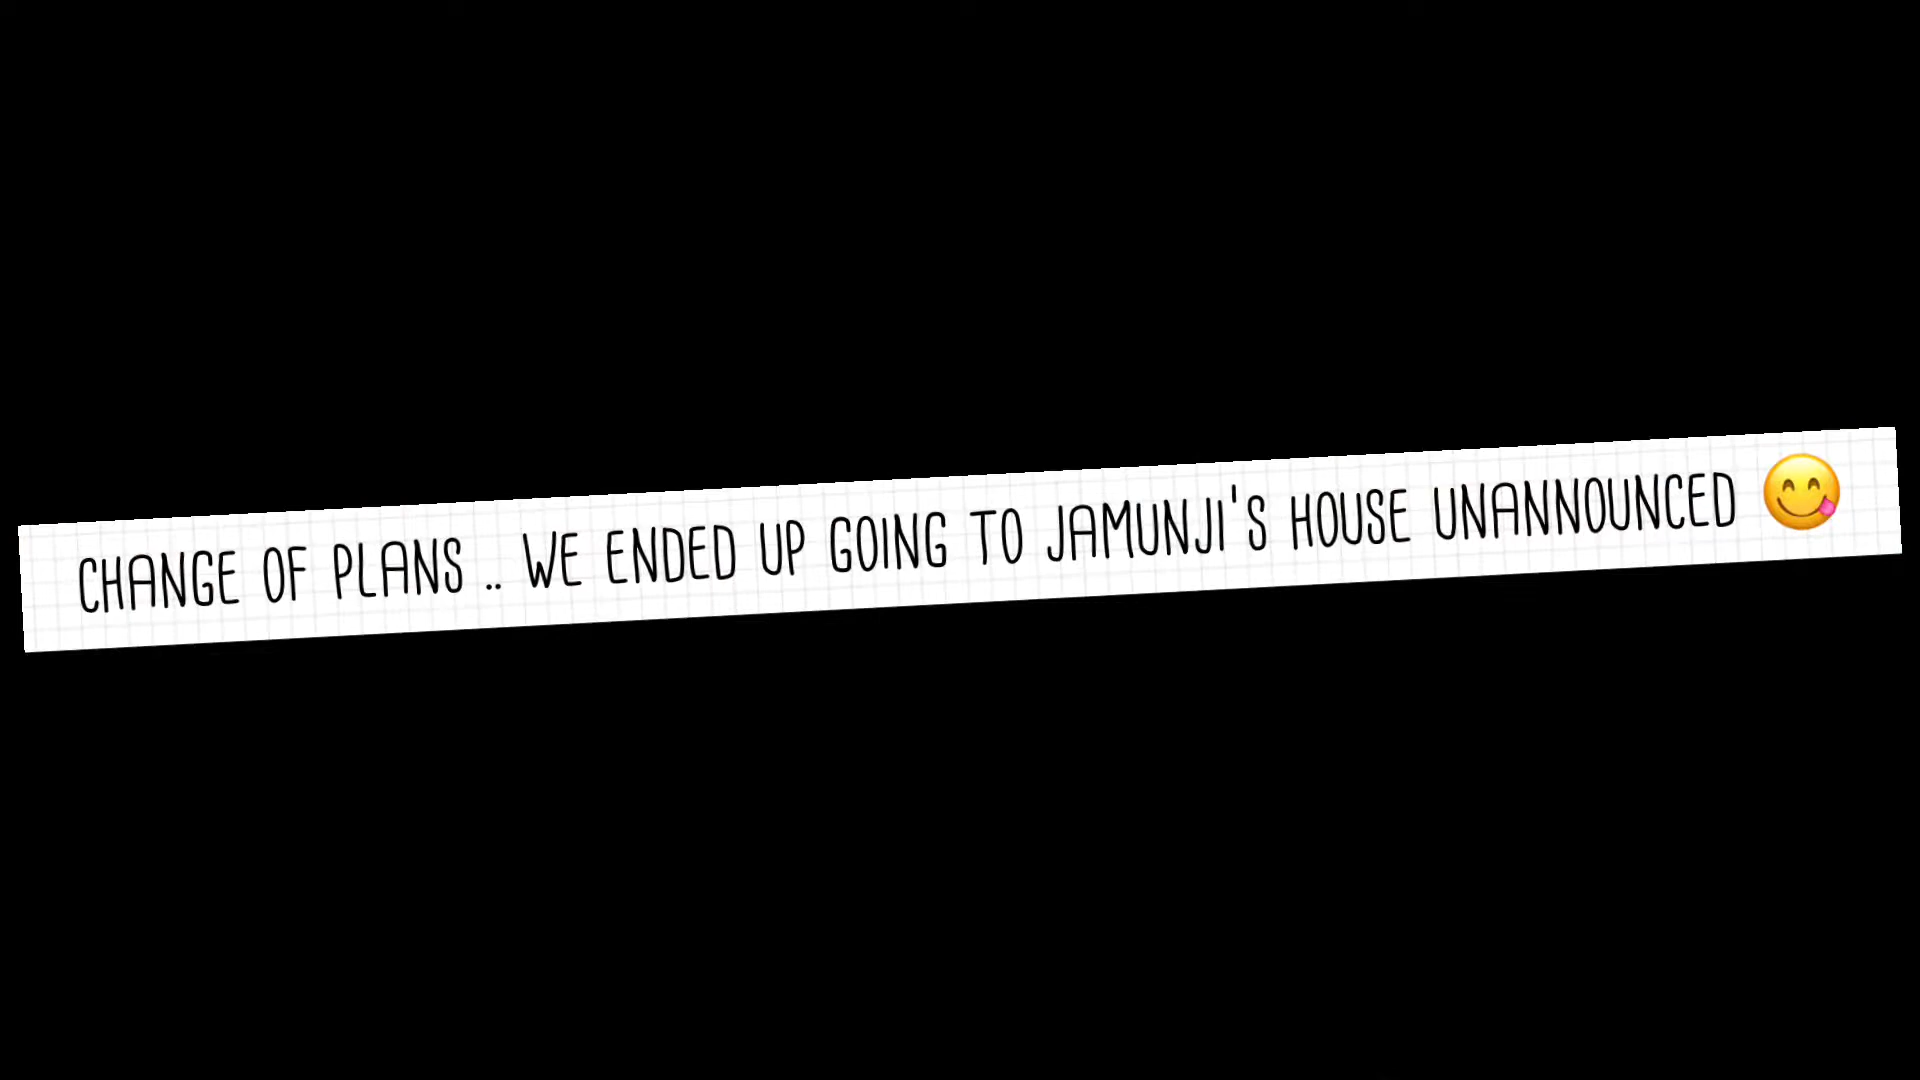 CHANGE OF PLANS .. WE ENDED UP GOING TO JAMUNJI'S HOUSE UNANNOUNCED 😋